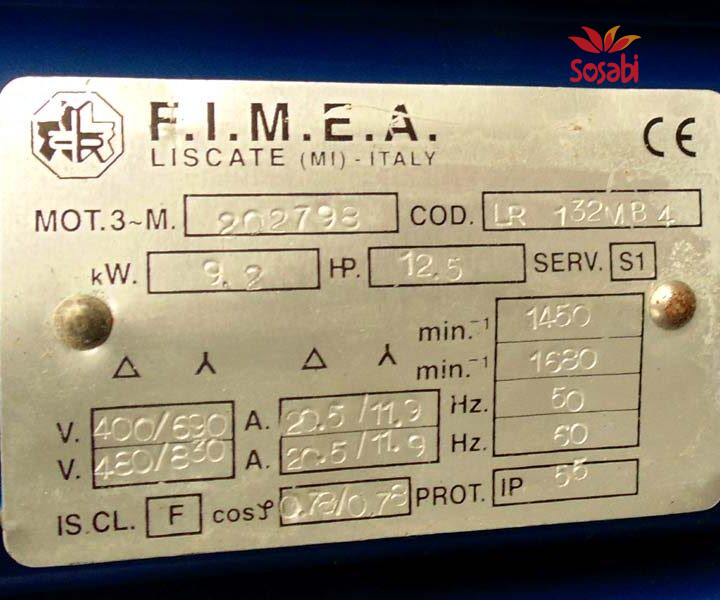 Sosabi
F.I.M.E.A.
LISCATE (MI) - ITALY
CE
MOT.3~M. 202798 COD. LR 132MB4
kW. 9.2 HP. 12.5 SERV. S1
min.⁻¹ 1450
min.⁻¹ 1680
V. 400/690 A. 20.5/11.9 Hz. 50
V. 480/830 A. 20.5/11.9 Hz. 60
IS.CL. F cosφ 0.78/0.78 PROT. IP 55